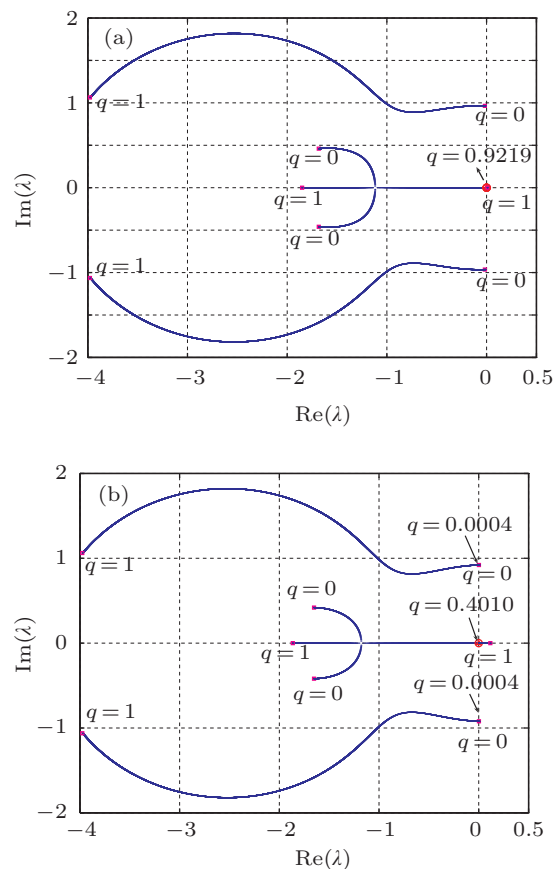 2
(a)
q=1
q=0
1
q=0
q=0.9219
Im(λ)
0
q=1
q=1
q=0
q=1
q=0
−1
−2
−4
−3
−2
−1
0
0.5
Re(λ)
2
(b)
q=0.0004
1
q=1
q=0
q=0
q=0.4010
Im(λ)
0
q=1
q=1
q=0
q=0.0004
q=1
−1
q=0
−2
−4
−3
−2
−1
0
0.5
Re(λ)